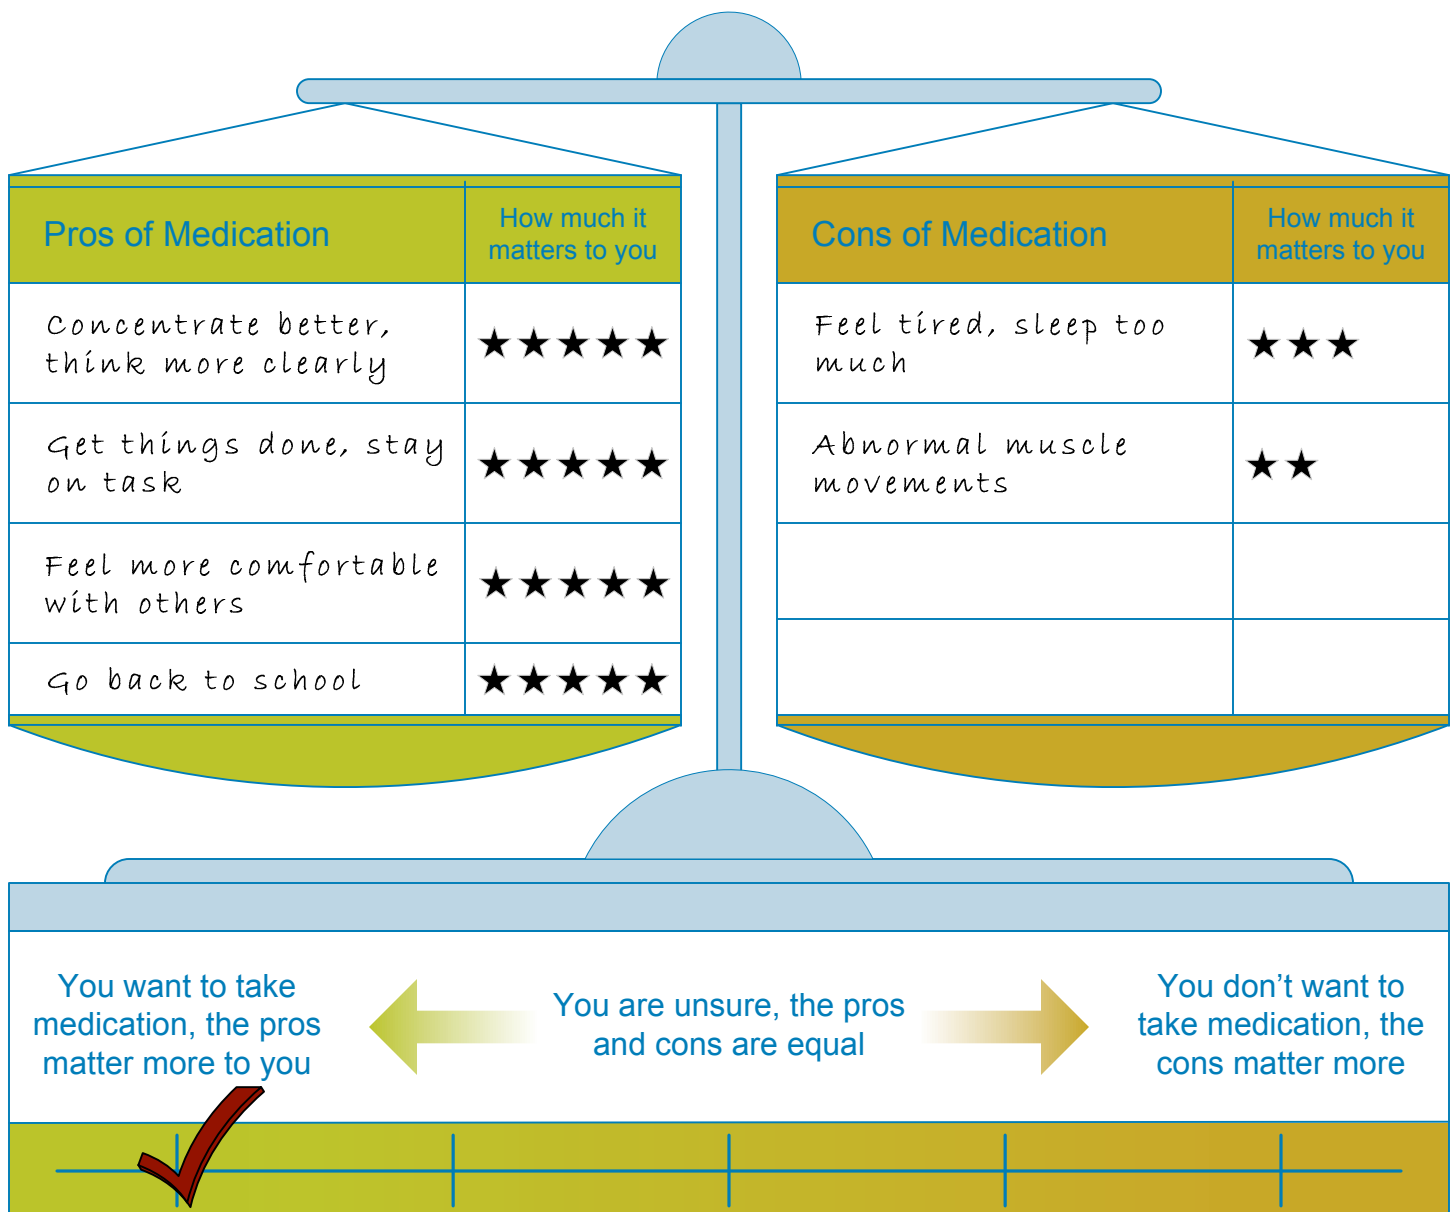 Pros of Medication
How much it
matters to you
Concentrate better,
think more clearly
★★★★★
Get things done, stay
on task
★★★★★
Feel more comfortable
with others
★★★★★
Go back to school
★★★★★
Cons of Medication
How much it
matters to you
Feel tired, sleep too
much
★★★
Abnormal muscle
movements
★★
You want to take
medication, the pros
matter more to you
You are unsure, the pros
and cons are equal
You don’t want to
take medication, the
cons matter more